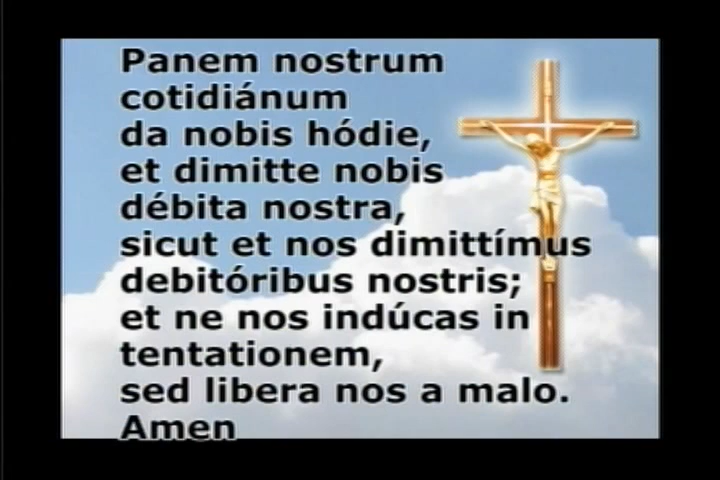 Panem nostrum
cotidiánum
da nobis hódie,
et dimitte nobis
débita nostra,
sicut et nos dimittímus
debitóribus nostris;
et ne nos indúcas in
tentationem,
sed libera nos a malo.
Amen